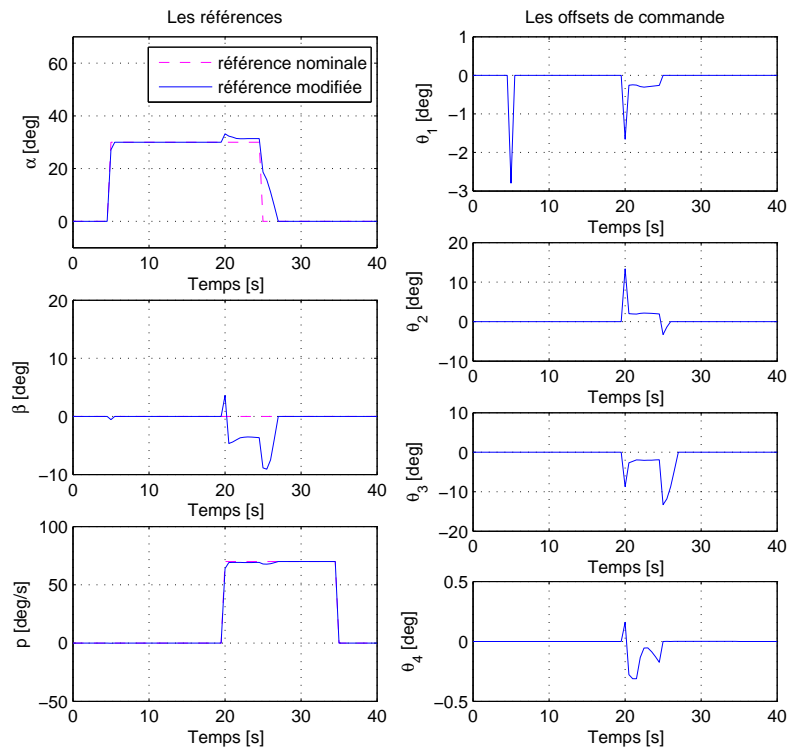 Les références
60
40
20
0
α [deg]
référence nominale
référence modifiée
0 10 20 30 40
Temps [s]
20
10
0
−10
β [deg]
0 10 20 30 40
Temps [s]
100
50
0
−50
p [deg/s]
0 10 20 30 40
Temps [s]
Les offsets de commande
1
0
−1
−2
−3
θ1 [deg]
0 10 20 30 40
Temps [s]
20
10
0
−10
θ2 [deg]
0 10 20 30 40
Temps [s]
10
0
−10
−20
θ3 [deg]
0 10 20 30 40
Temps [s]
0.5
0
−0.5
θ4 [deg]
0 10 20 30 40
Temps [s]